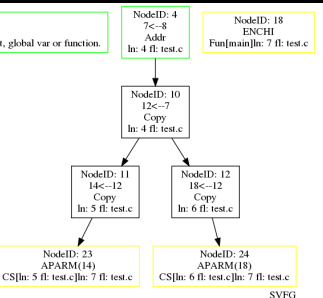 NodeID: 4
7<--8
Addr
ln: 4 fl: test.c
NodeID: 18
ENCHI
Fun[main]ln: 7 fl: test.c
t, global var or function.
NodeID: 10
12<--7
Copy
ln: 4 fl: test.c
NodeID: 11
14<--12
Copy
ln: 5 fl: test.c
NodeID: 12
18<--12
Copy
ln: 6 fl: test.c
NodeID: 23
APARM(14)
CS[ln: 5 fl: test.c]ln: 7 fl: test.c
NodeID: 24
APARM(18)
CS[ln: 6 fl: test.c]ln: 7 fl: test.c
SVFG